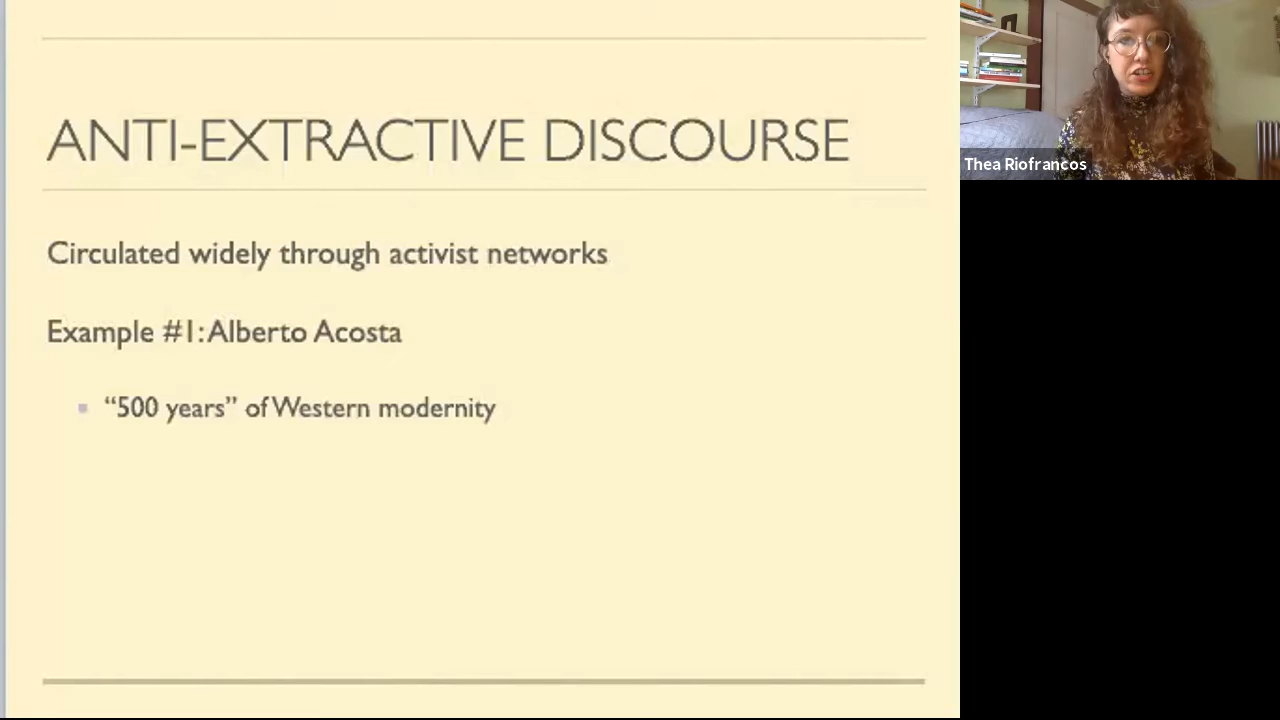 ANTI-EXTRACTIVE DISCOURSE
Circulated widely through activist networks
Example #1: Alberto Acosta
“500 years” of Western modernity
Thea Riofrancos